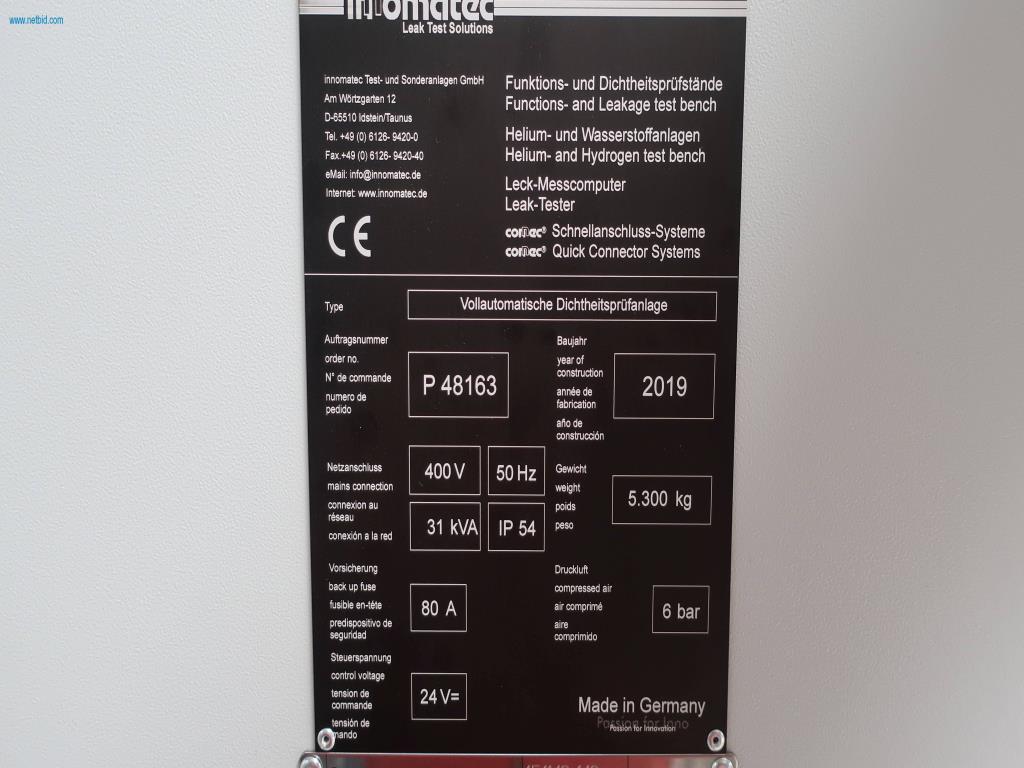 www.netbid.com
innomatec
Leak Test Solutions
innomatec Test- und Sonderanlagen GmbH
Am Wörtzgarten 12
D-65510 Idstein/Taunus
Tel. +49 (0) 6126- 9420-0
Fax.+49 (0) 6126- 9420-40
eMail: info@innomatec.de
Internet: www.innomatec.de
CE
Funktions- und Dichtheitsprüfstände
Functions- and Leakage test bench
Helium- und Wasserstoffanlagen
Helium- and Hydrogen test bench
Leck-Messcomputer
Leak-Tester
connec® Schnellanschluss-Systeme
connec® Quick Connector Systems
Type
Vollautomatische Dichtheitsprüfanlage
Auftragsnummer
order no.
N° de commande
numero de
pedido
P 48163
Baujahr
year of
construction
année de
fabrication
año de
construcción
2019
Netzanschluss
mains connection
connexion au
réseau
conexión a la red
400 V
50 Hz
31 kVA
IP 54
Gewicht
weight
poids
peso
5.300 kg
Vorsicherung
back up fuse
fusible en-téte
predispositivo de
seguridad
80 A
Druckluft
compressed air
air comprimé
aire
comprimido
6 bar
Steuerspannung
control voltage
tension de
commande
tensión de
mando
24 V=
Made in Germany
Passion for Inno
Passion for Innovation